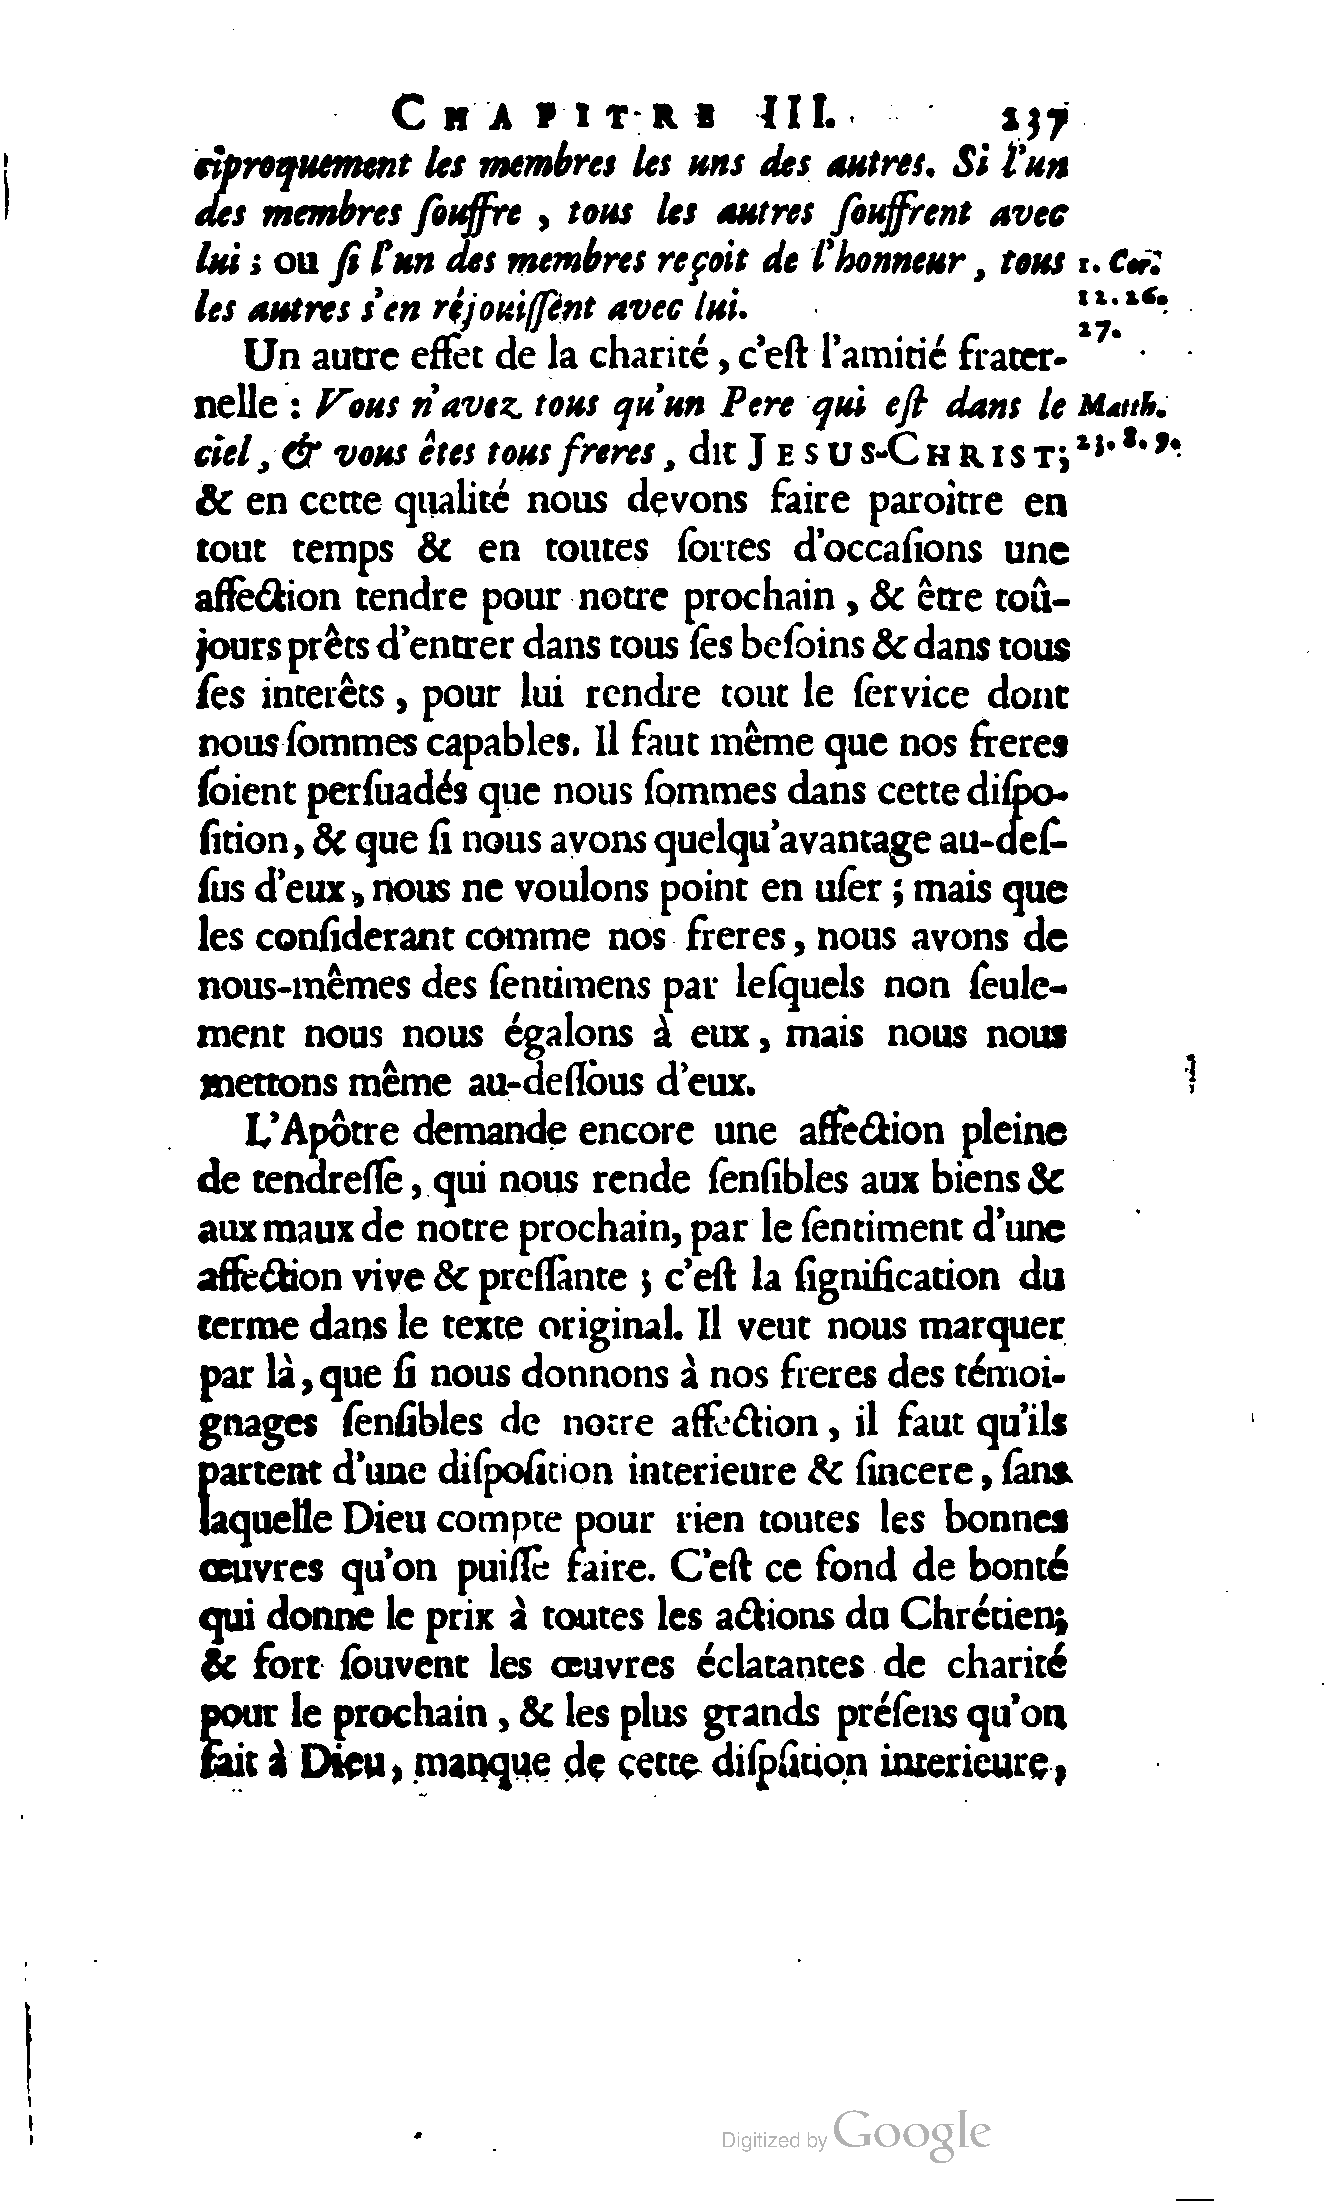 CHAPITRE III. 237
ciproquement les membres les uns des autres. Si l'un
des membres ſouffre , tous les autres ſouffrent avec
lui ; ou ſi l'un des membres reçoit de l'honneur , tous
1. Cor.
les autres s'en réjouiſſent avec lui.
12. 26.
27.
Un autre effet de la charité , c'eſt l'amitié frater-
nelle : Vous n'avez tous qu'un Pere qui eſt dans le
Matth.
ciel , & vous êtes tous freres , dit JESUS-CHRIST;
23. 8. 9.
& en cette qualité nous devons faire paroître en
tout temps & en toutes ſortes d'occaſions une
affection tendre pour notre prochain , & être toû-
jours prêts d'entrer dans tous ſes beſoins & dans tous
ſes interêts , pour lui rendre tout le ſervice dont
nous ſommes capables. Il faut même que nos freres
ſoient perſuadés que nous ſommes dans cette diſpo-
ſition, & que ſi nous avons quelqu'avantage au-deſ-
ſus d'eux, nous ne voulons point en uſer ; mais que
les conſiderant comme nos freres, nous avons de
nous-mêmes des ſentimens par leſquels non ſeule-
ment nous nous égalons à eux , mais nous nous
mettons même au-deſſous d'eux.
L'Apôtre demande encore une affection pleine
de tendreſſe , qui nous rende ſenſibles aux biens &
aux maux de notre prochain, par le ſentiment d'une
affection vive & preſſante ; c'eſt la ſignification du
terme dans le texte original. Il veut nous marquer
par là, que ſi nous donnons à nos freres des témoi-
gnages ſenſibles de notre affection , il faut qu'ils
partent d'une diſpoſition interieure & ſincere, ſans
laquelle Dieu compte pour rien toutes les bonnes
œuvres qu'on puiſſe faire. C'eſt ce fond de bonté
qui donne le prix à toutes les actions du Chrétien;
& fort ſouvent les œuvres éclatantes de charité
pour le prochain , & les plus grands préſens qu'on
fait à Dieu, manque de cette diſpſition interieure,
Digitized by Google